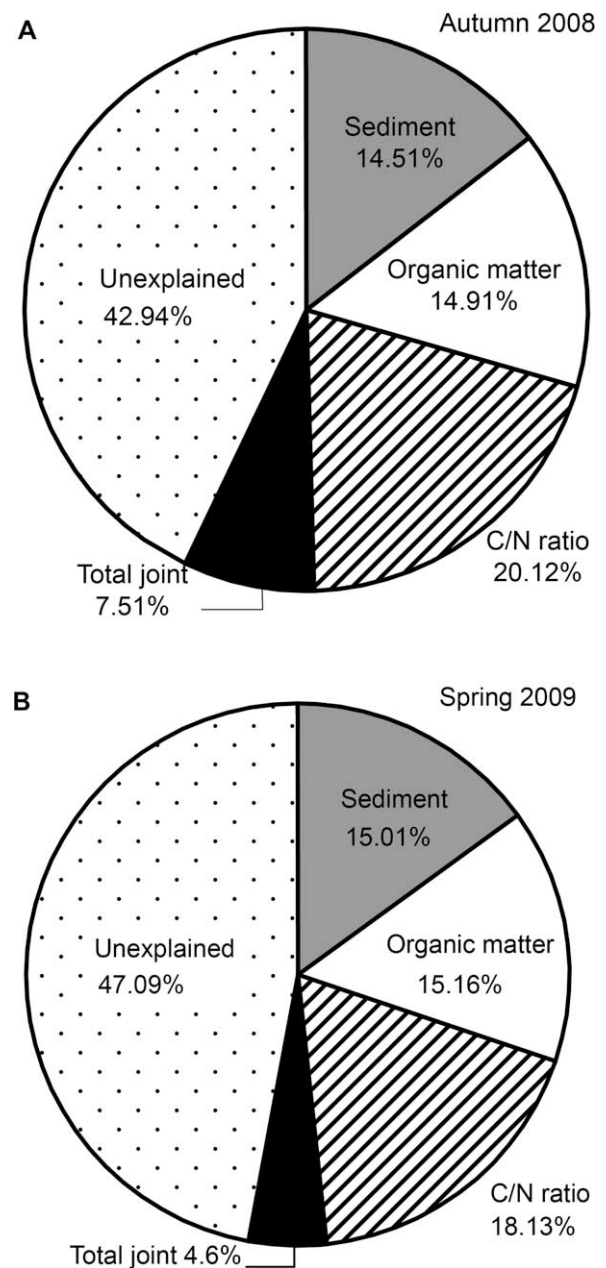 A
Autumn 2008
Sediment
14.51%
Organic matter
14.91%
Unexplained
42.94%
C/N ratio
20.12%
Total joint
7.51%
B
Spring 2009
Sediment
15.01%
Organic matter
15.16%
Unexplained
47.09%
C/N ratio
18.13%
Total joint 4.6%